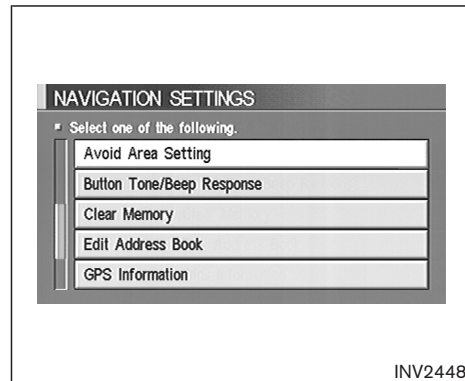 NAVIGATION SETTINGS
Select one of the following.
Avoid Area Setting
Button Tone/Beep Response
Clear Memory
Edit Address Book
GPS Information
INV2448